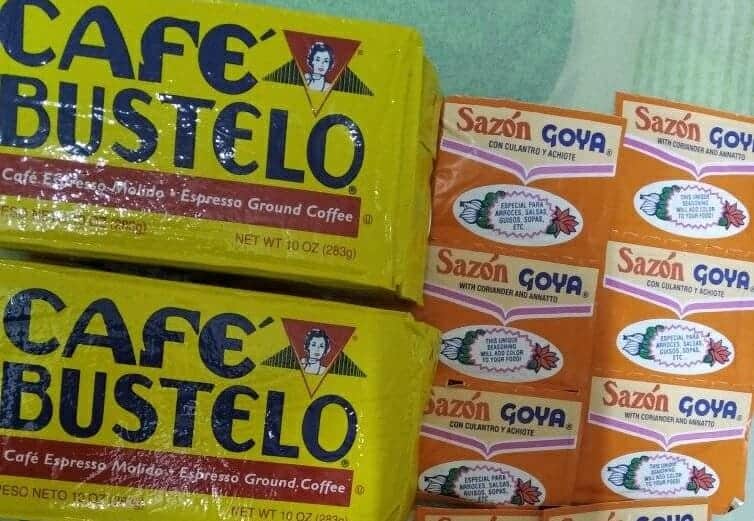 CAFÉ
BUSTELO®
Café Espresso Molido • Espresso Ground Coffee
NET WT 10 OZ (283g)
CAFÉ
BUSTELO®
Café Espresso Molido • Espresso Ground Coffee
PESO NETO 10 OZ
NET WT 10 OZ (283g)
Sazón GOYA®
CON CULANTRO Y ACHIOTE
ESPECIAL PARA
ARROCES, SALSAS,
GUISOS, SOPAS,
ETC.
Sazón GOYA
WITH CORIANDER AND ANNATTO
THIS UNIQUE
SEASONING
WILL ADD COLOR
TO YOUR FOOD!
Sazón GOYA®
WITH CORIANDER AND ANNATTO
THIS UNIQUE
SEASONING
WILL ADD COLOR
TO YOUR FOOD!
Sazón GOYA®
CON CULANTRO Y ACHIOTE
ESPECIAL PARA
ARROCES, SALSAS,
GUISOS, SOPAS,
ETC.
Sazón GOYA®
CON CULANTRO Y ACHIOTE
ESPECIAL PARA
ARROCES, SALSAS,
GUISOS, SOPAS,
ETC.
Sazón GOYA®
WITH CORIANDER AND ANNATTO
THIS UNIQUE
SEASONING
WILL ADD COLOR
TO YOUR FOOD!